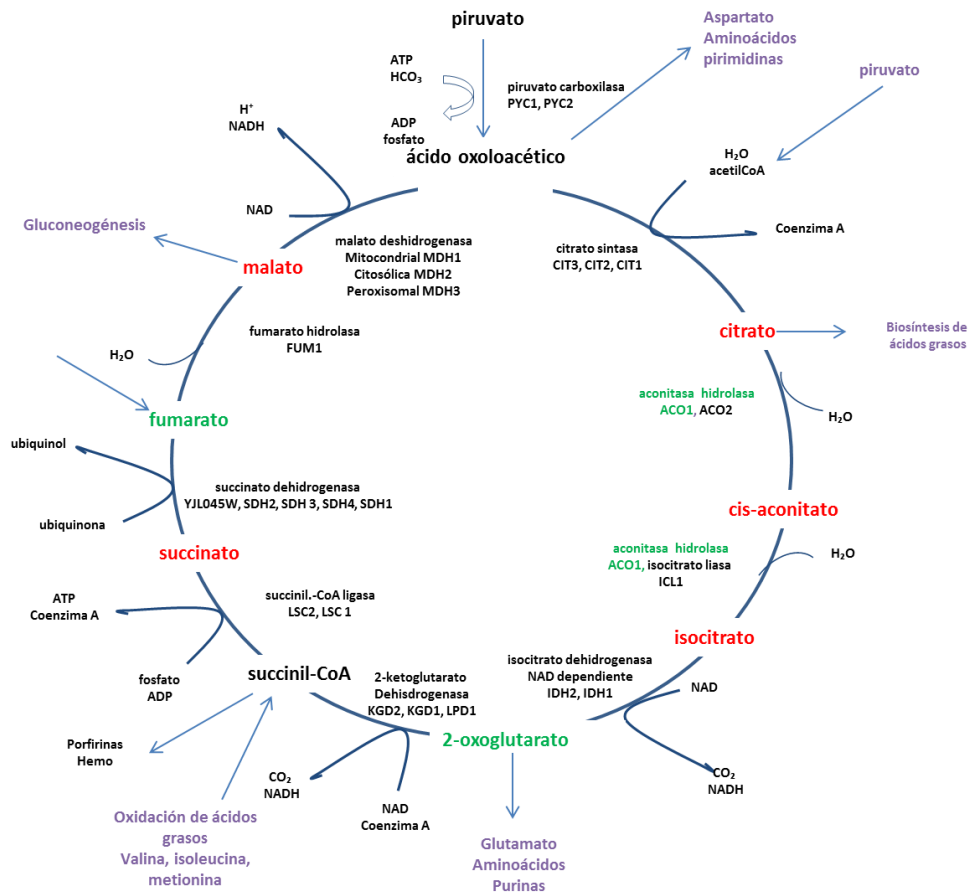 piruvato
Aspartato
Aminoácidos
pirimidinas
ATP
HCO₃
piruvato carboxilasa
PYC1, PYC2
piruvato
ADP
fosfato
H⁺
NADH
ácido oxoloacético
H₂O
acetilCoA
NAD
Gluconeogénesis
Coenzima A
malato
malato deshidrogenasa
Mitocondrial MDH1
Citosólica MDH2
Peroxisomal MDH3
citrato sintasa
CIT3, CIT2, CIT1
citrato
Biosíntesis de
ácidos grasos
fumarato hidrolasa
FUM1
H₂O
aconitasa hidrolasa
ACO1, ACO2
H₂O
fumarato
ubiquinol
succinato dehidrogenasa
YJL045W, SDH2, SDH 3, SDH4, SDH1
ubiquinona
cis-aconitato
succinato
aconitasa hidrolasa
ACO1, isocitrato liasa
ICL1
H₂O
ATP
Coenzima A
succinil.-CoA ligasa
LSC2, LSC 1
isocitrato
fosfato
ADP
succinil-CoA
2-ketoglutarato
Dehisdrogenasa
KGD2, KGD1, LPD1
isocitrato dehidrogenasa
NAD dependiente
IDH2, IDH1
NAD
2-oxoglutarato
Porfirinas
Hemo
CO₂
NADH
CO₂
NADH
NAD
Coenzima A
Oxidación de ácidos
grasos
Valina, isoleucina,
metionina
Glutamato
Aminoácidos
Purinas